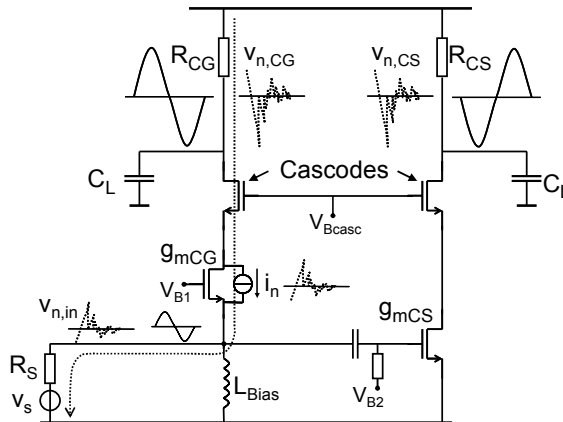 R_CG
v_n,CG
v_n,CS
R_CS
C_L
Cascodes
V_Bcasc
g_mCG
V_B1
i_n
v_n,in
g_mCS
R_S
v_s
L_Bias
V_B2